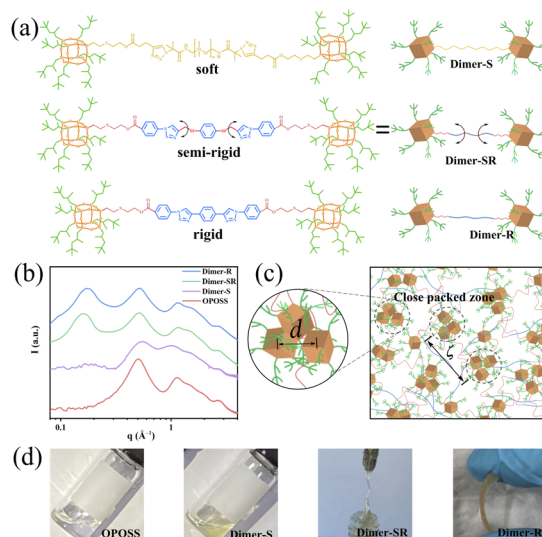 (a)
soft
Dimer-S
semi-rigid
=
Dimer-SR
rigid
Dimer-R
(b)
Dimer-R
Dimer-SR
Dimer-S
OPOSS
I (a.u.)
0.1
1
q (Å⁻¹)
(c)
d
Close packed zone
ζ
(d)
OPOSS
Dimer-S
Dimer-SR
Dimer-R